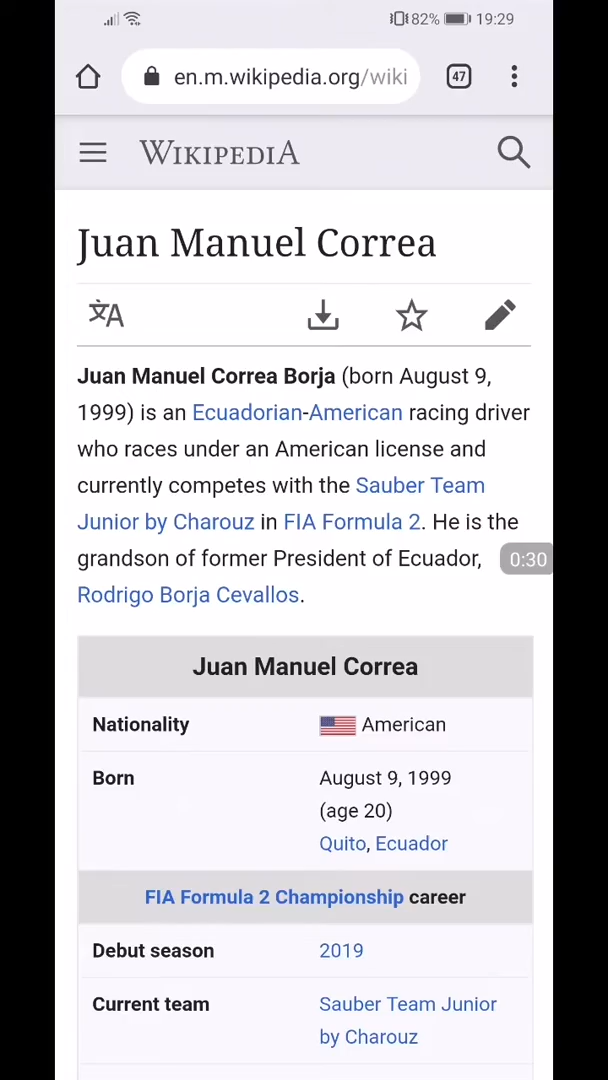 82% 19:29
en.m.wikipedia.org/wiki 47
WIKIPEDIA
Juan Manuel Correa
文A
Juan Manuel Correa Borja (born August 9,
1999) is an Ecuadorian-American racing driver
who races under an American license and
currently competes with the Sauber Team
Junior by Charouz in FIA Formula 2. He is the
grandson of former President of Ecuador,
0:30
Rodrigo Borja Cevallos.
Juan Manuel Correa
Nationality American
Born August 9, 1999
(age 20)
Quito, Ecuador
FIA Formula 2 Championship career
Debut season 2019
Current team Sauber Team Junior
by Charouz